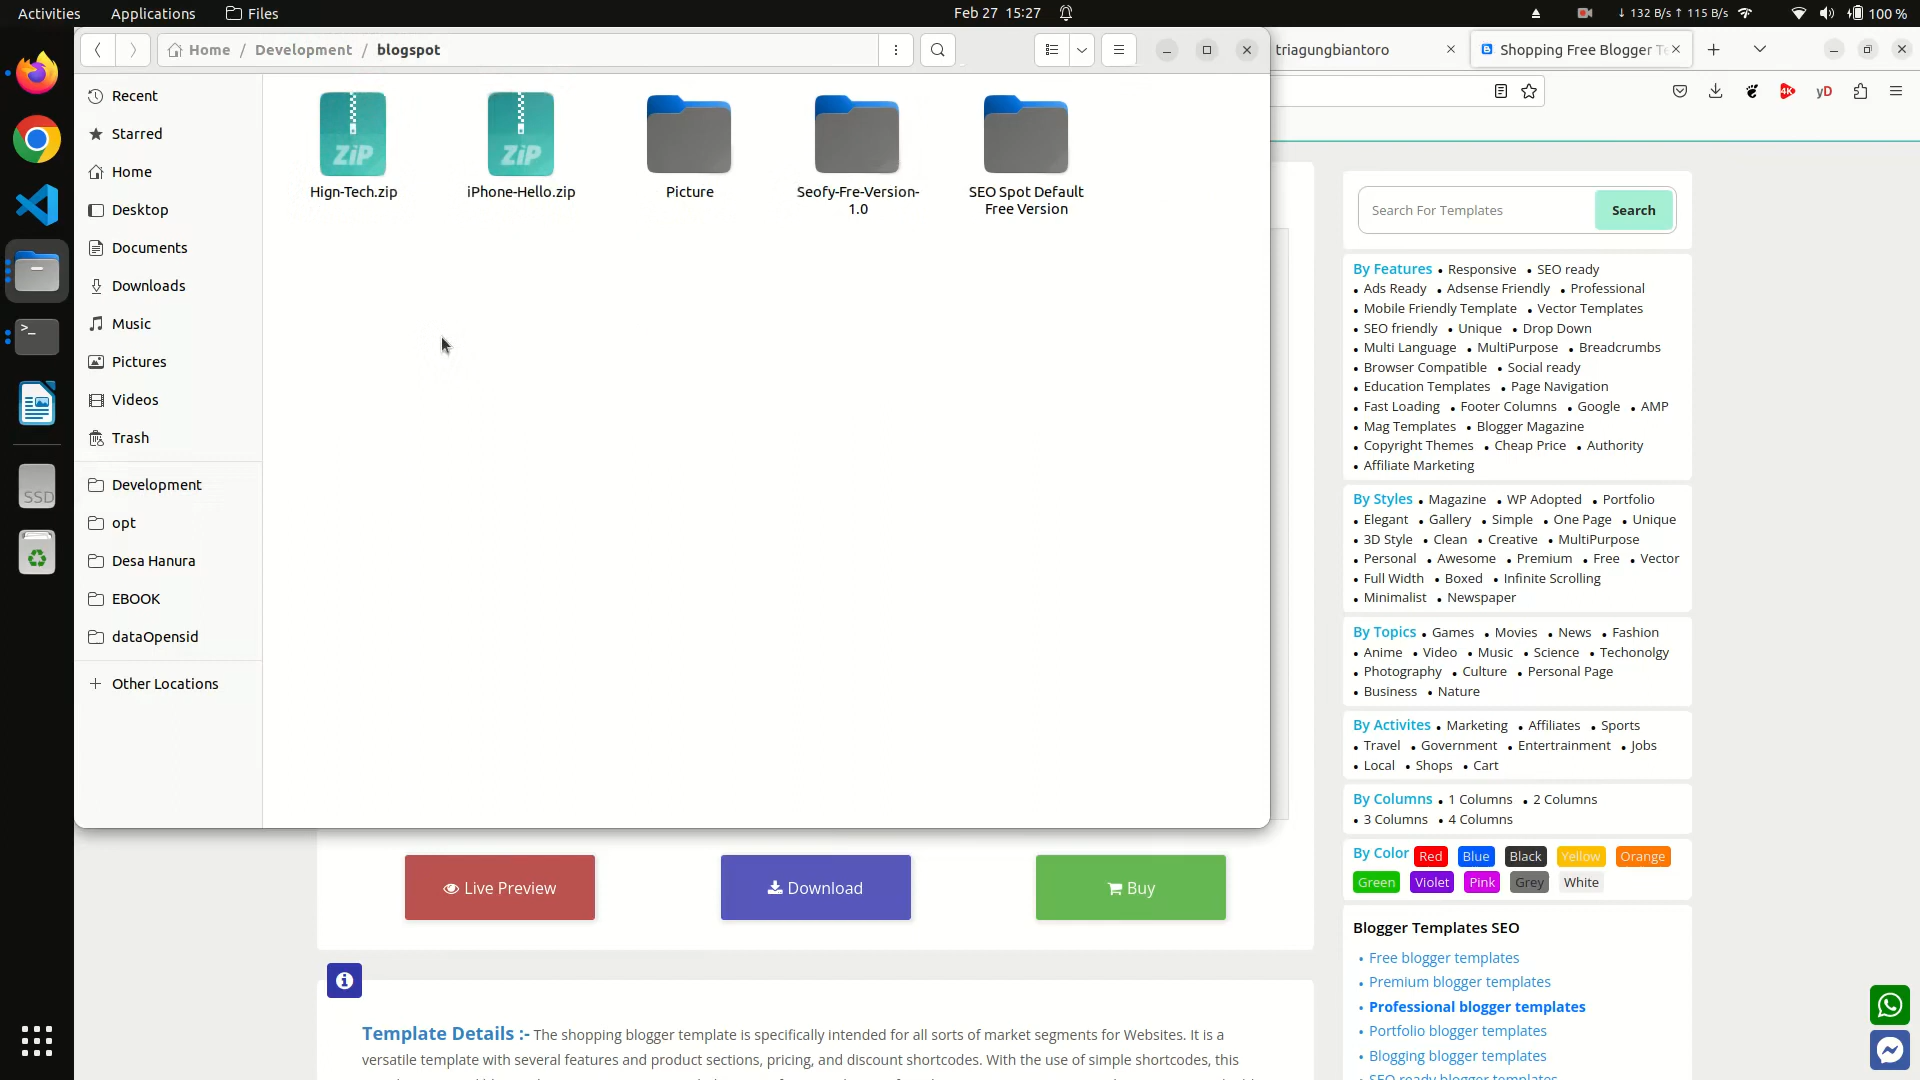 Activities Applications Files Feb 27 15:27 ↓ 132 B/s ↑ 115 B/s 100 %
Home / Development / blogspot
triagungbiantoro
Shopping Free Blogger Te
4K
yD
Recent
Starred
Home
Desktop
Documents
Downloads
Music
Pictures
Videos
Trash
Development
opt
Desa Hanura
EBOOK
dataOpensid
+ Other Locations
>_
SSD
ZiP
Hign-Tech.zip
ZiP
iPhone-Hello.zip
Picture
Seofy-Fre-Version-
1.0
SEO Spot Default
Free Version
Search For Templates Search
By Features • Responsive • SEO ready
• Ads Ready • Adsense Friendly • Professional
• Mobile Friendly Template • Vector Templates
• SEO friendly • Unique • Drop Down
• Multi Language • MultiPurpose • Breadcrumbs
• Browser Compatible • Social ready
• Education Templates • Page Navigation
• Fast Loading • Footer Columns • Google • AMP
• Mag Templates • Blogger Magazine
• Copyright Themes • Cheap Price • Authority
• Affiliate Marketing
By Styles • Magazine • WP Adopted • Portfolio
• Elegant • Gallery • Simple • One Page • Unique
• 3D Style • Clean • Creative • MultiPurpose
• Personal • Awesome • Premium • Free • Vector
• Full Width • Boxed • Infinite Scrolling
• Minimalist • Newspaper
By Topics • Games • Movies • News • Fashion
• Anime • Video • Music • Science • Techonolgy
• Photography • Culture • Personal Page
• Business • Nature
By Activites • Marketing • Affiliates • Sports
• Travel • Government • Entertrainment • Jobs
• Local • Shops • Cart
By Columns • 1 Columns • 2 Columns
• 3 Columns • 4 Columns
By Color Red Blue Black Yellow Orange
Green Violet Pink Grey White
Blogger Templates SEO
• Free blogger templates
• Premium blogger templates
• Professional blogger templates
• Portfolio blogger templates
• Blogging blogger templates
• SEO ready blogger templates
Live Preview
Download
Buy
Template Details :- The shopping blogger template is specifically intended for all sorts of market segments for Websites. It is a
versatile template with several features and product sections, pricing, and discount shortcodes. With the use of simple shortcodes, this